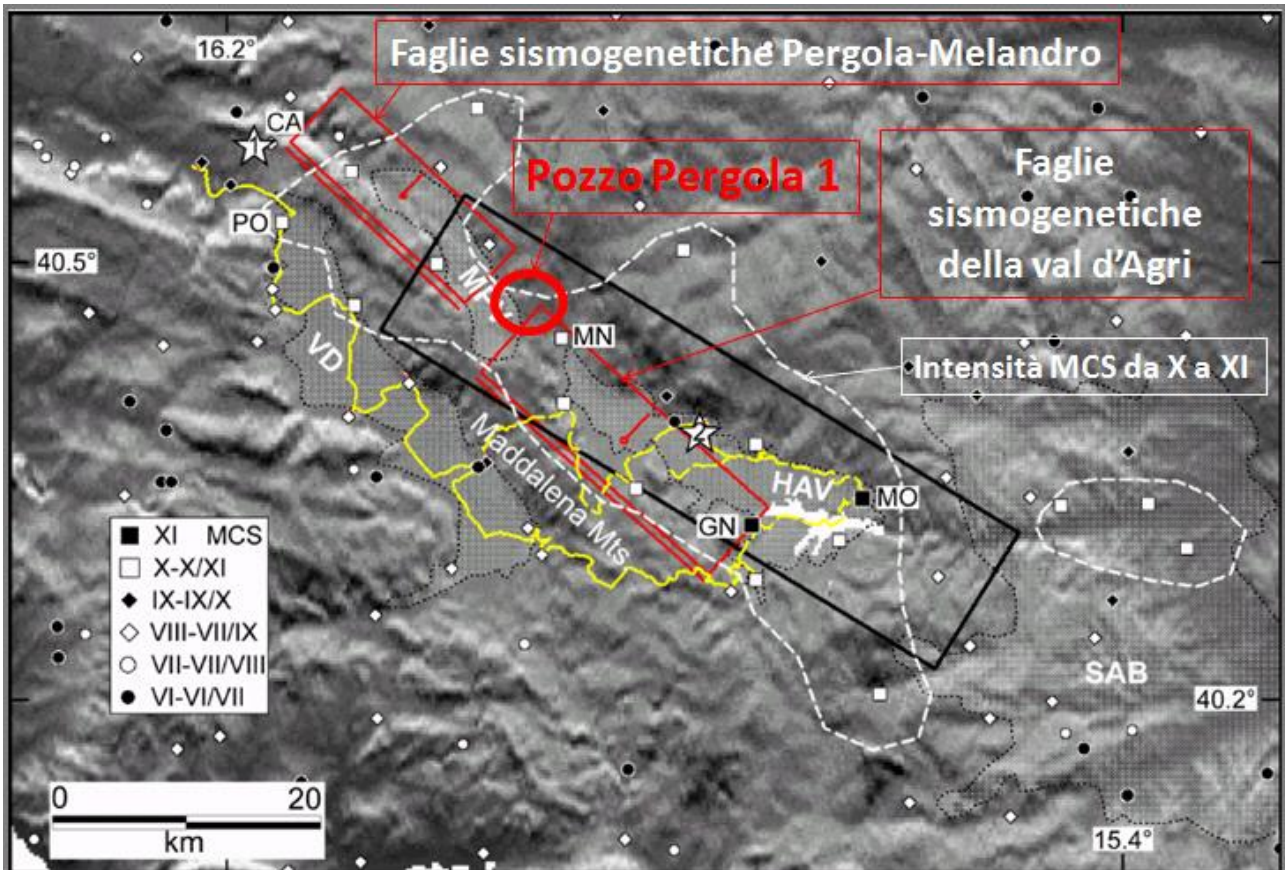 16.2°
Faglie sismogenetiche Pergola-Melandro
CA
1
Pozzo Pergola 1
Faglie
sismogenetiche
della val d'Agri
PO
40.5°
MN
VD
Intensità MCS da X a XI
2
Maddalena Mts
HAV
MO
GN
XI MCS
X-X/XI
IX-IX/X
VIII-VII/IX
VII-VII/VIII
VI-VI/VII
SAB
40.2°
0 20
km
15.4°